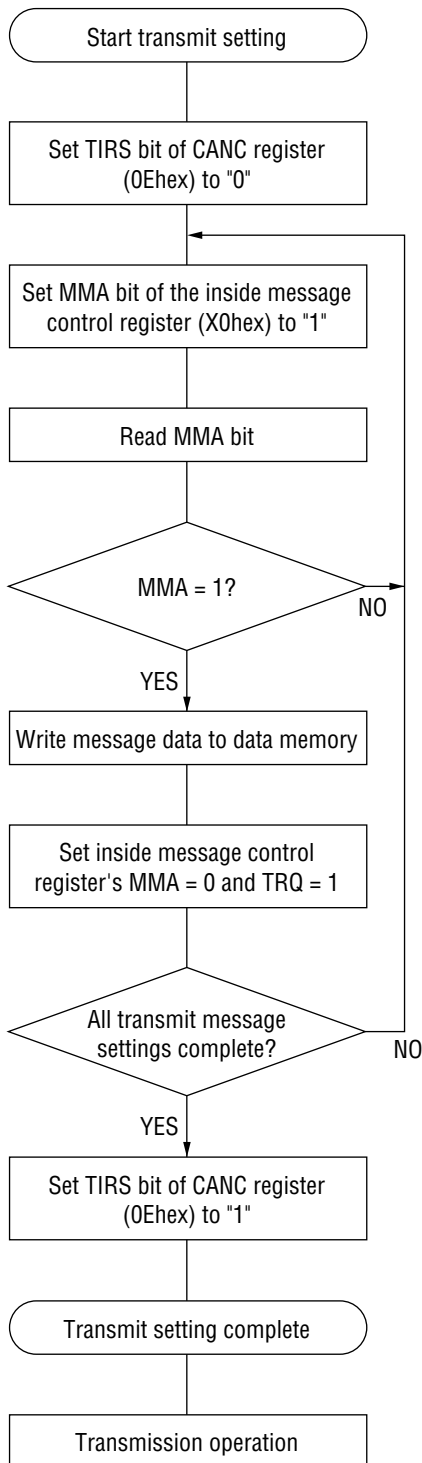 Start transmit setting
Set TIRS bit of CANC register
(0Ehex) to "0"
Set MMA bit of the inside message
control register (X0hex) to "1"
Read MMA bit
MMA = 1?
NO
YES
Write message data to data memory
Set inside message control
register's MMA = 0 and TRQ = 1
All transmit message
settings complete?
NO
YES
Set TIRS bit of CANC register
(0Ehex) to "1"
Transmit setting complete
Transmission operation